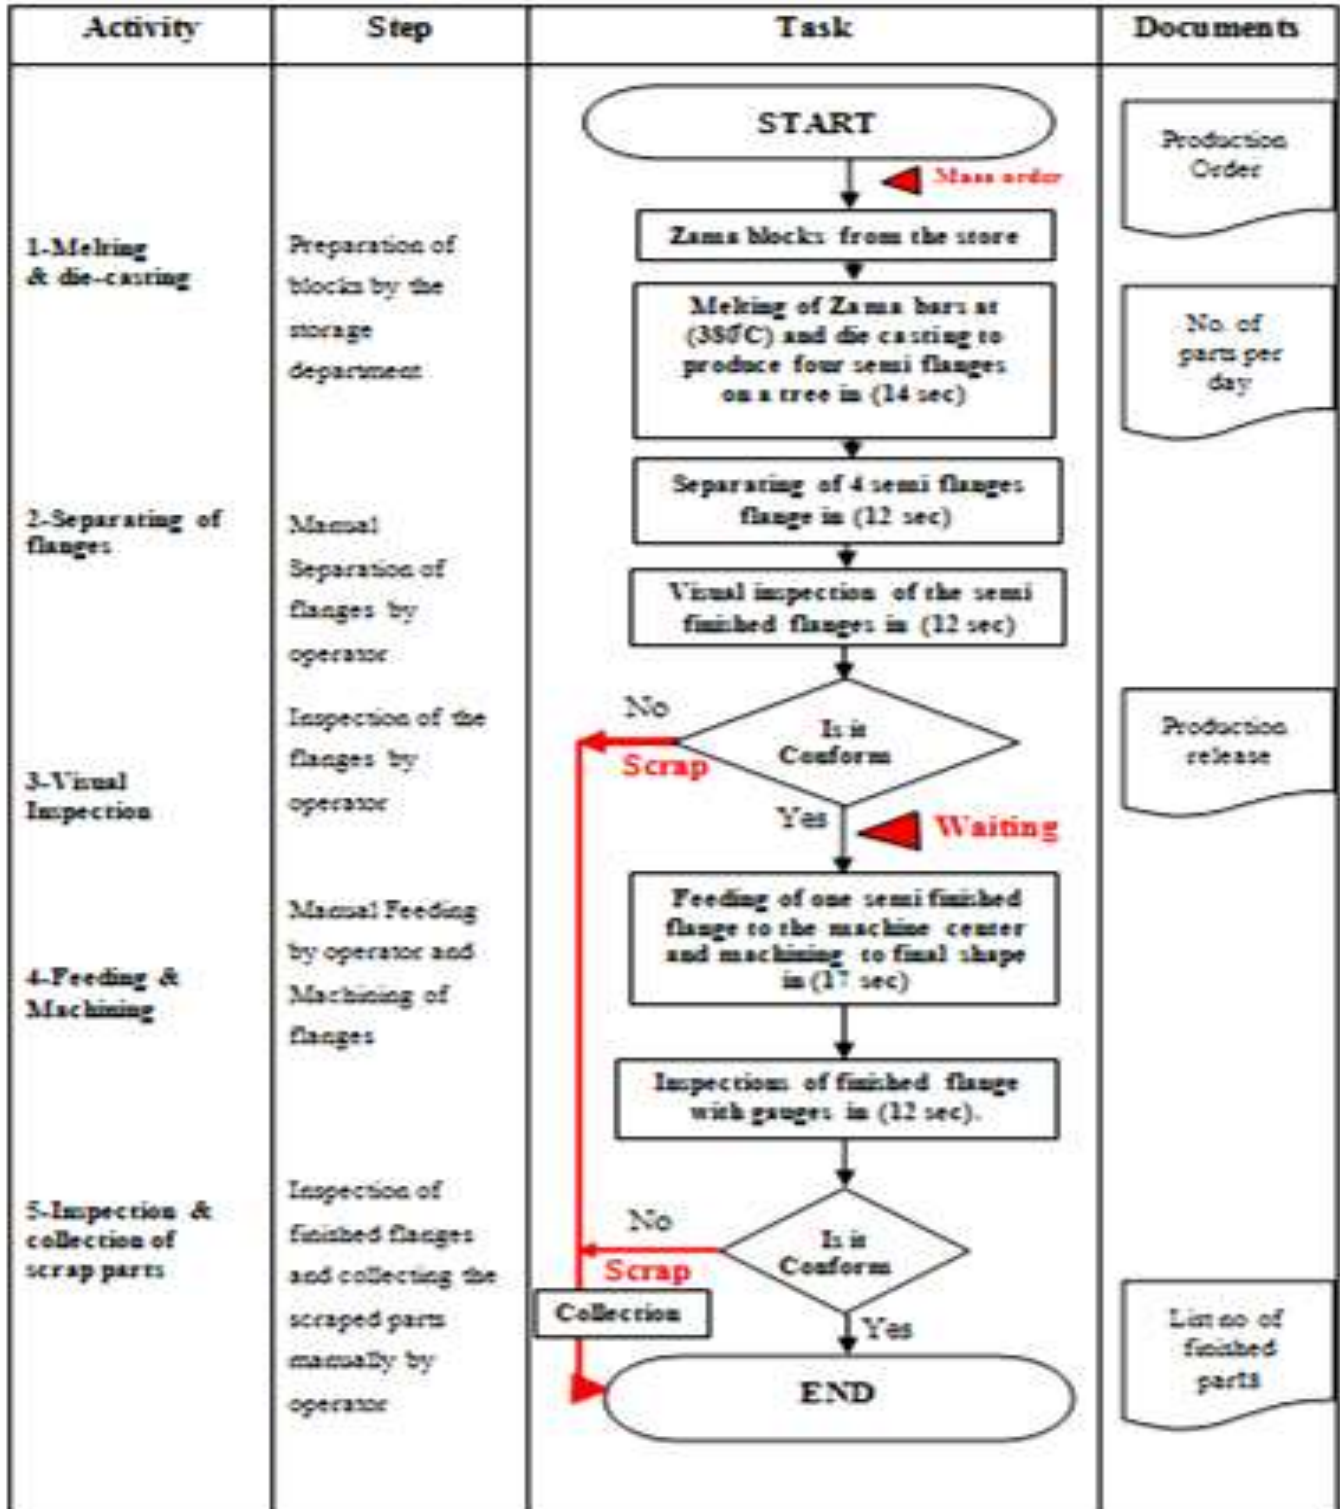 Activity
Step
Task
Documents
1-Melring
& die-casting
Preparation of
blocks by the
storage
department
START
Mass order
Zama blocks from the store
Melting of Zama bars at
(380°C) and die casting to
produce four semi flanges
on a tree in (14 sec)
Production
Order
No. of
parts per
day
2-Separating of
flanges
Manual
Separation of
flanges by
operator
Separating of 4 semi flanges
flange in (12 sec)
Visual inspection of the semi
finished flanges in (12 sec)
3-Visual
Inspection
Inspection of the
flanges by
operator
No
Scrap
Is it
Conform
Yes
Waiting
Production
release
4-Feeding &
Machining
Manual Feeding
by operator and
Machining of
flanges
Feeding of one semi finished
flange to the machine center
and machining to final shape
in (17 sec)
Inspections of finished flange
with gauges in (12 sec).
5-Inspection &
collection of
scrap parts
Inspection of
finished flanges
and collecting the
scraped parts
manually by
operator
No
Scrap
Is it
Conform
Collection
Yes
END
List no of
finished
parts